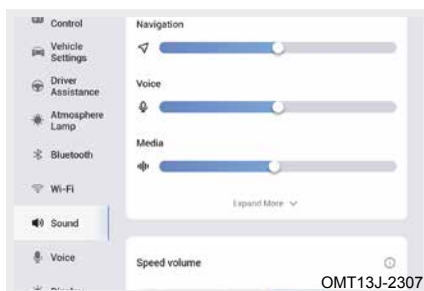 Control
Vehicle
Settings
Driver
Assistance
Atmosphere
Lamp
Bluetooth
Wi-Fi
Sound
Voice
Display
Navigation
Voice
Media
Expand More
Speed volume
OMT13J-2307